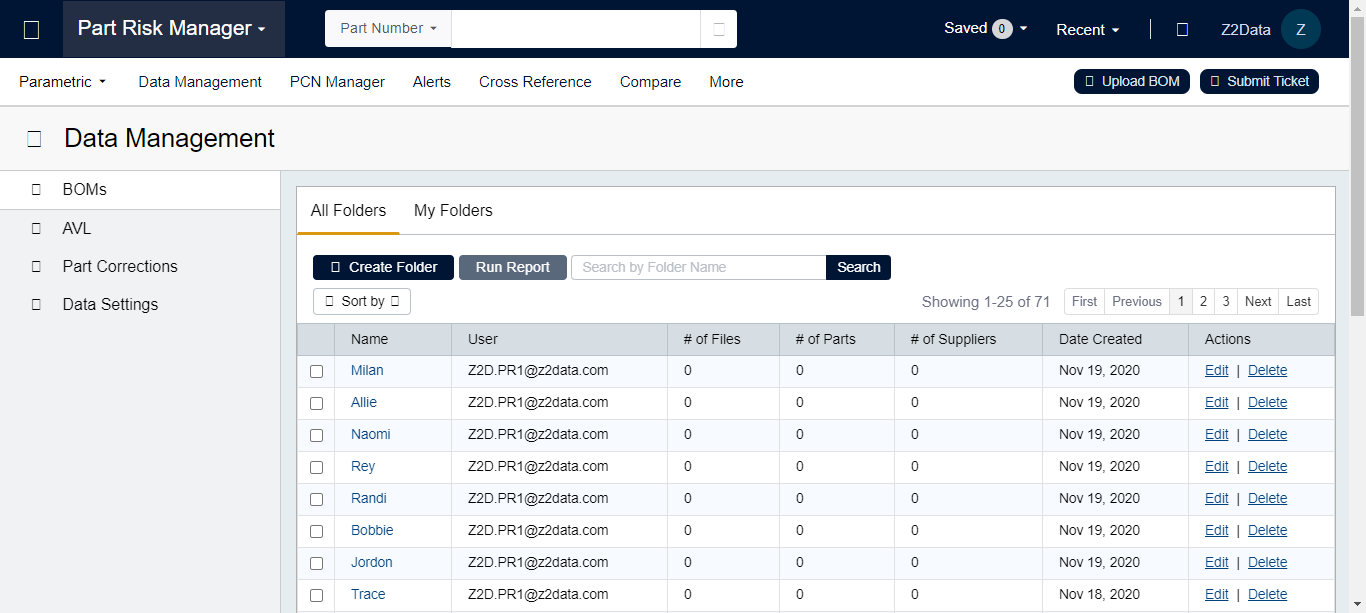 Part Risk Manager Part Number Saved 0 Recent Z2Data Z
Parametric Data Management PCN Manager Alerts Cross Reference Compare More Upload BOM Submit Ticket
Data Management
BOMs
AVL
Part Corrections
Data Settings
All Folders My Folders
Create Folder Run Report Search by Folder Name Search
Sort by Showing 1-25 of 71 First Previous 1 2 3 Next Last
Name User # of Files # of Parts # of Suppliers Date Created Actions
Milan Z2D.PR1@z2data.com 0 0 0 Nov 19, 2020 Edit | Delete
Allie Z2D.PR1@z2data.com 0 0 0 Nov 19, 2020 Edit | Delete
Naomi Z2D.PR1@z2data.com 0 0 0 Nov 19, 2020 Edit | Delete
Rey Z2D.PR1@z2data.com 0 0 0 Nov 19, 2020 Edit | Delete
Randi Z2D.PR1@z2data.com 0 0 0 Nov 19, 2020 Edit | Delete
Bobbie Z2D.PR1@z2data.com 0 0 0 Nov 19, 2020 Edit | Delete
Jordon Z2D.PR1@z2data.com 0 0 0 Nov 19, 2020 Edit | Delete
Trace Z2D.PR1@z2data.com 0 0 0 Nov 18, 2020 Edit | Delete